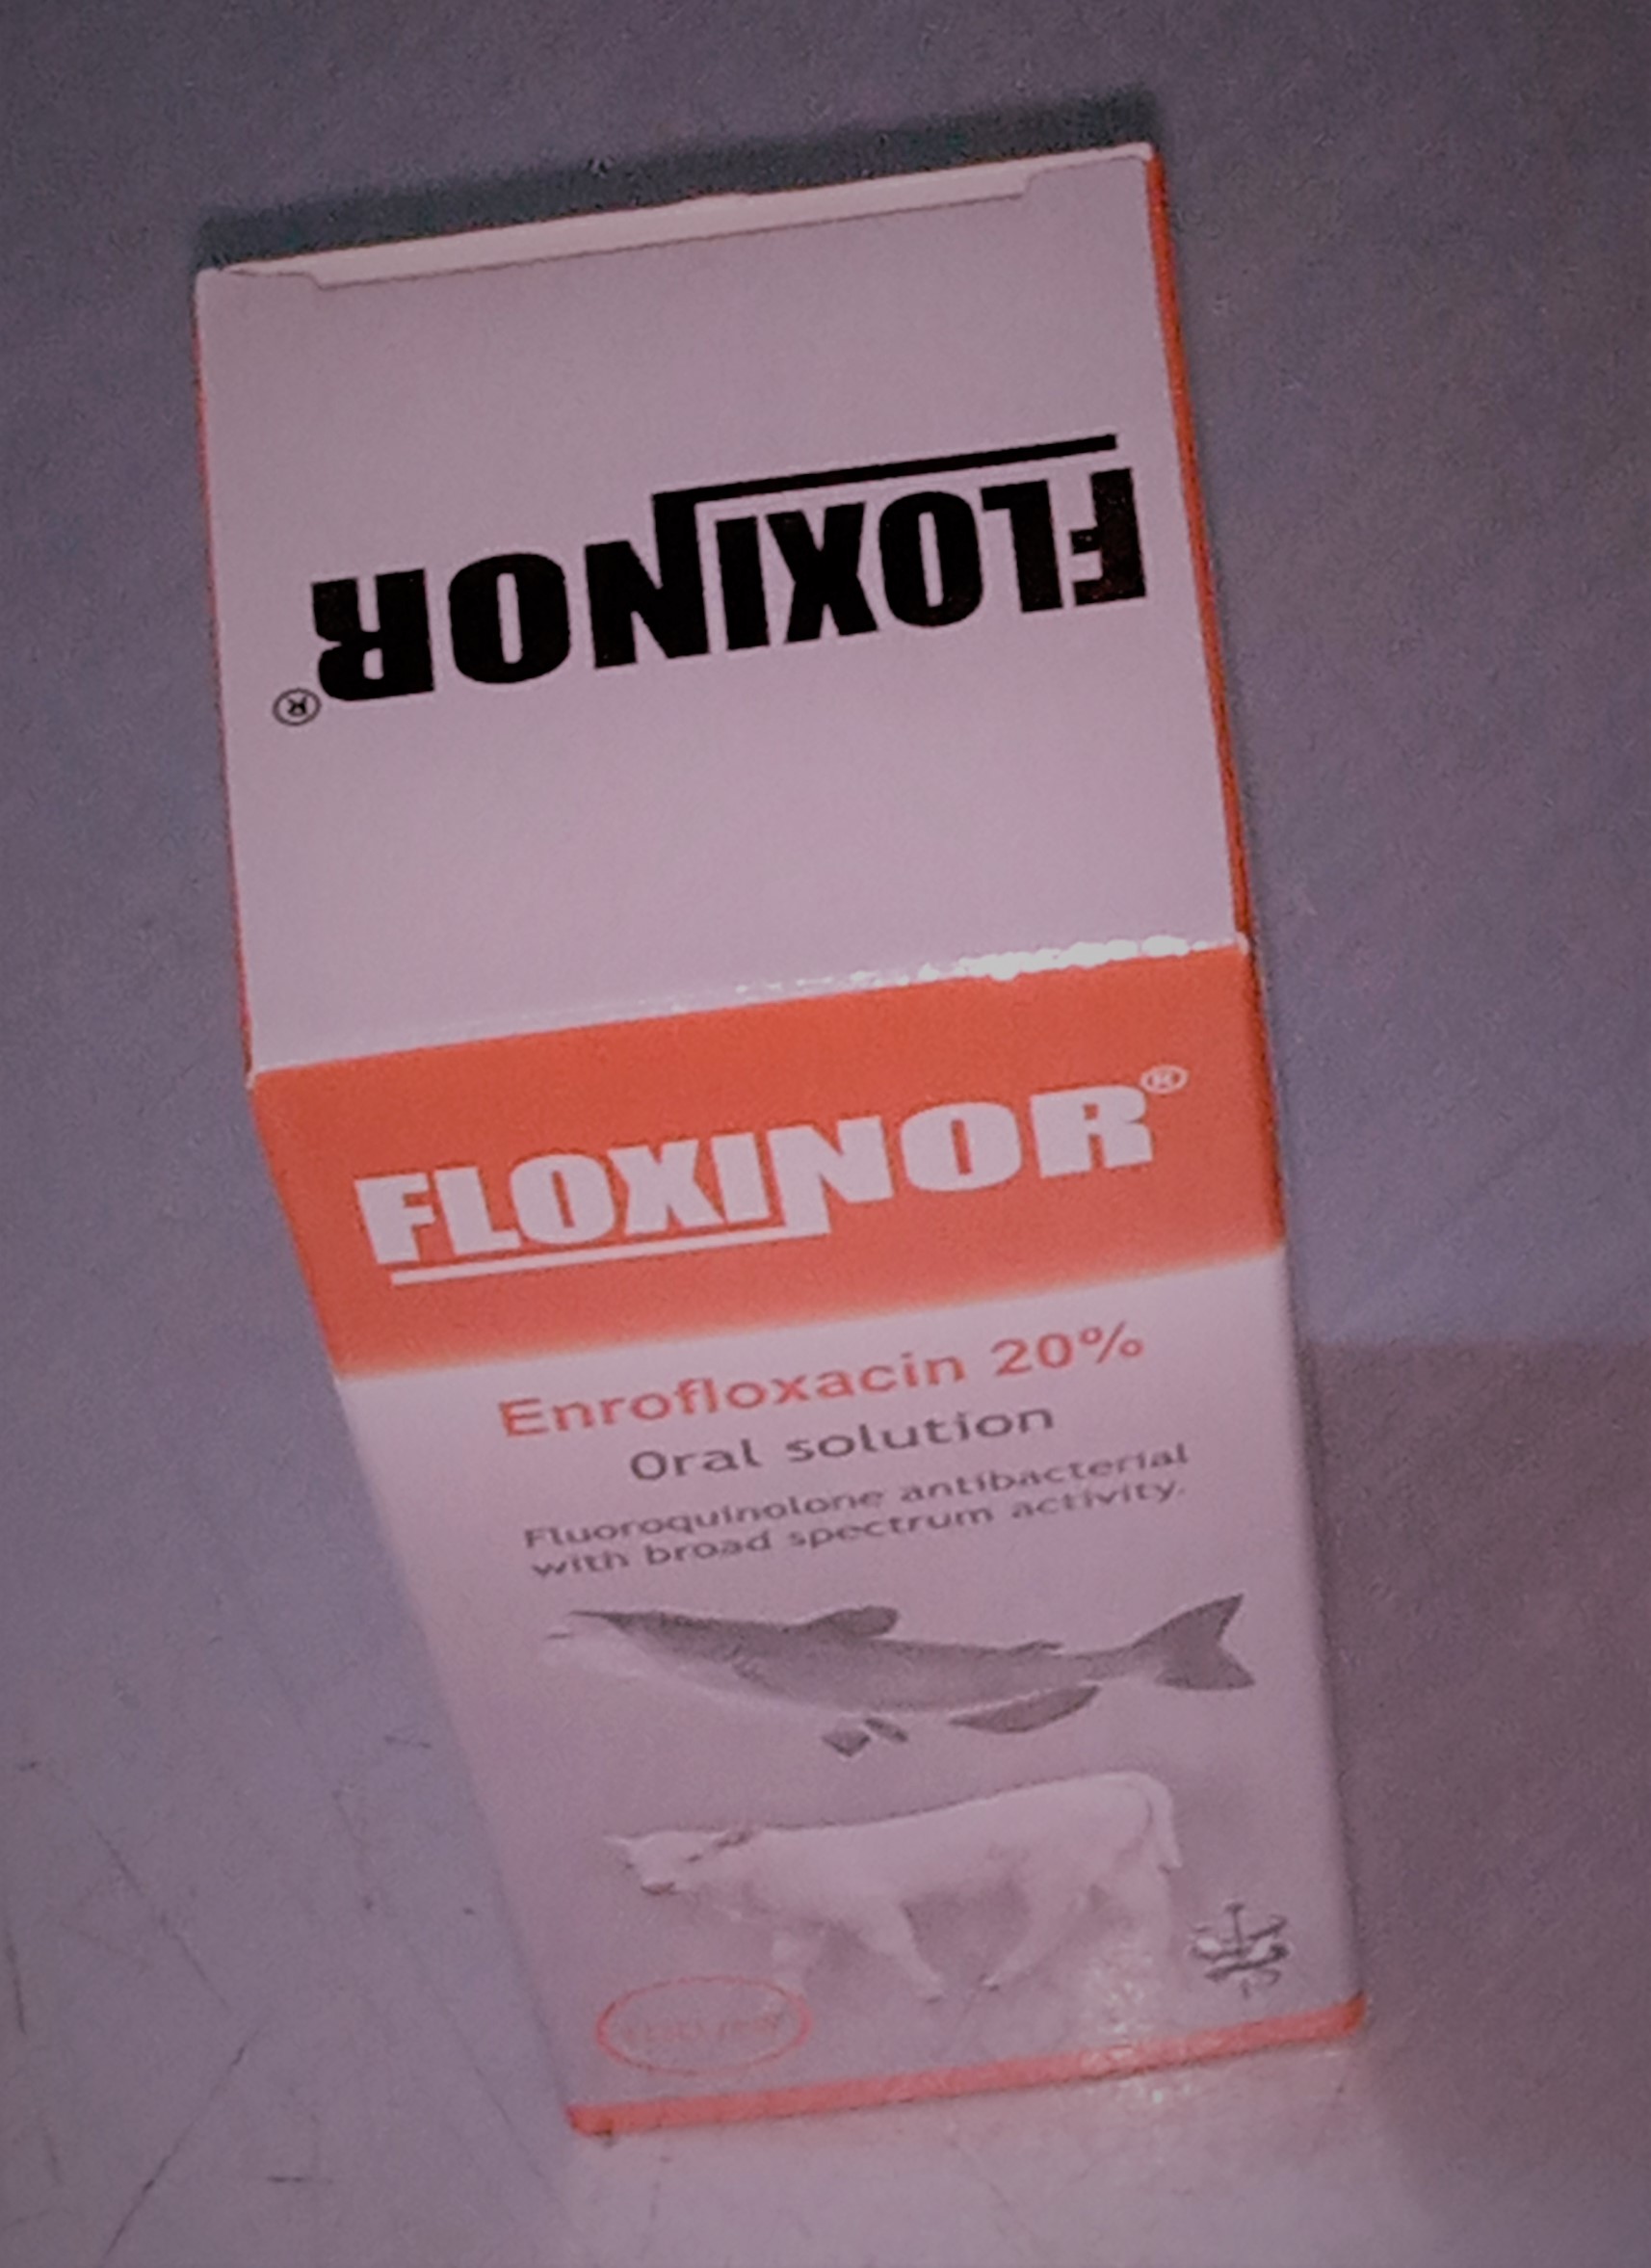 FLOXINOR®
FLOXINOR®
Enrofloxacin 20%
Oral solution
Fluoroquinolone antibacterial
with broad spectrum activity.